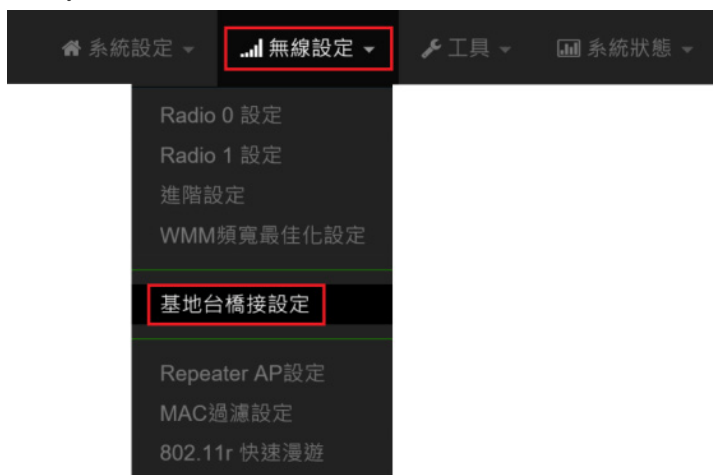 系統設定 無線設定 工具 系統狀態
Radio 0 設定
Radio 1 設定
進階設定
WMM頻寬最佳化設定
基地台橋接設定
Repeater AP設定
MAC過濾設定
802.11r 快速漫遊